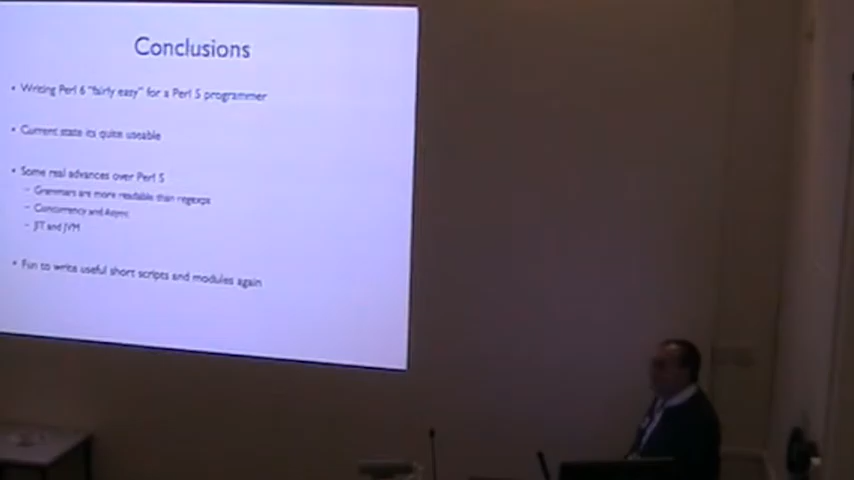 Conclusions
• Writing Perl 6 "fairly easy" for a Perl 5 programmer
• Current state its quite useable
• Some real advances over Perl 5
– Grammars are more readable than regexps
– Concurrency and Async
– JIT and JVM
• Fun to write useful short scripts and modules again